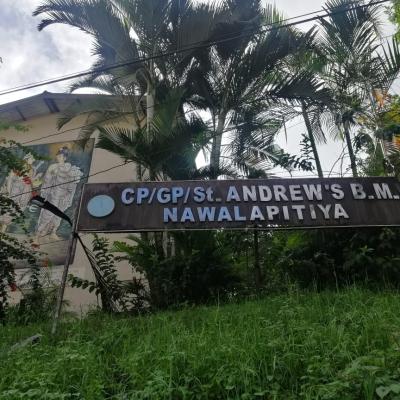 CP/GP/St. ANDREW'S B.M.
NAWALAPITIYA